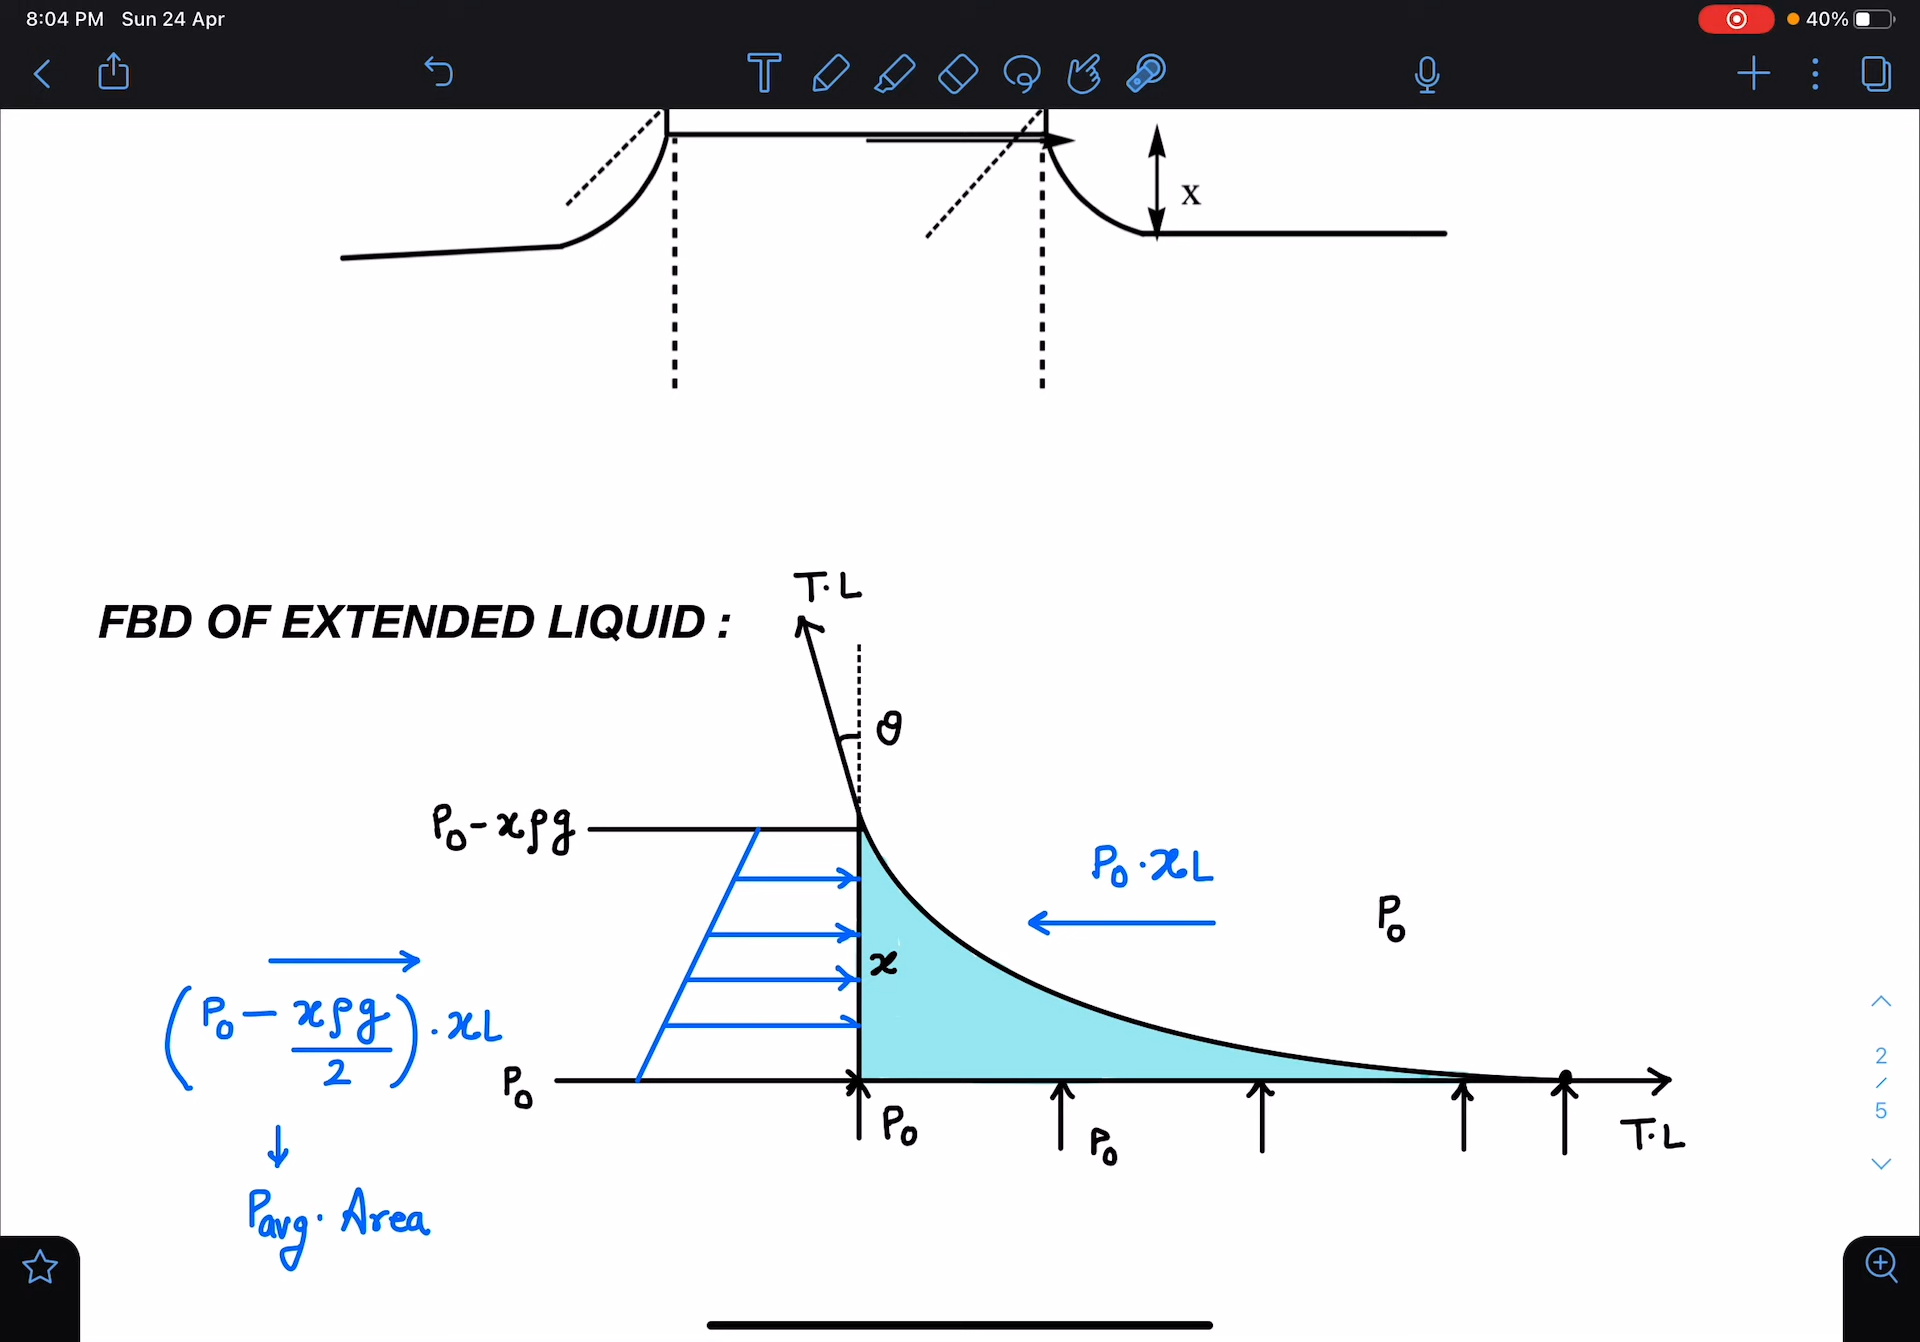 8:04 PM Sun 24 Apr
40%
x
T·L
FBD OF EXTENDED LIQUID :
θ
P₀ - xρg
P₀·xL
P₀
x
(P₀ - xρg/2)·xL
P₀
P₀
P₀
T·L
Pavg· Area
2
/
5